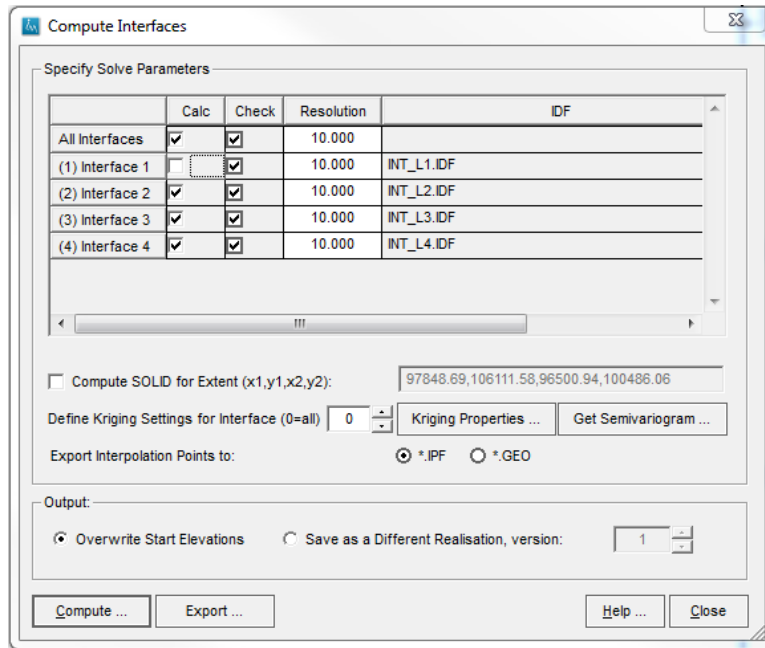 Compute Interfaces
Specify Solve Parameters
Calc Check Resolution IDF
All Interfaces 10.000
(1) Interface 1 10.000 INT_L1.IDF
(2) Interface 2 10.000 INT_L2.IDF
(3) Interface 3 10.000 INT_L3.IDF
(4) Interface 4 10.000 INT_L4.IDF
Compute SOLID for Extent (x1,y1,x2,y2): 97848.69,106111.58,96500.94,100486.06
Define Kriging Settings for Interface (0=all) 0 Kriging Properties ... Get Semivariogram ...
Export Interpolation Points to: *.IPF *.GEO
Output:
Overwrite Start Elevations Save as a Different Realisation, version: 1
Compute ... Export ... Help ... Close